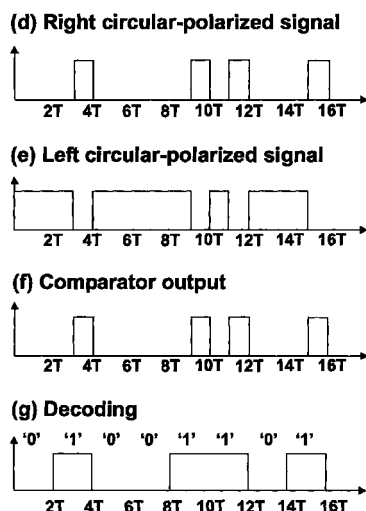 (d) Right circular-polarized signal
2T 4T 6T 8T 10T 12T 14T 16T
(e) Left circular-polarized signal
2T 4T 6T 8T 10T 12T 14T 16T
(f) Comparator output
2T 4T 6T 8T 10T 12T 14T 16T
(g) Decoding
‘0’ ‘1’ ‘0’ ‘0’ ‘1’ ‘1’ ‘0’ ‘1’
2T 4T 6T 8T 10T 12T 14T 16T